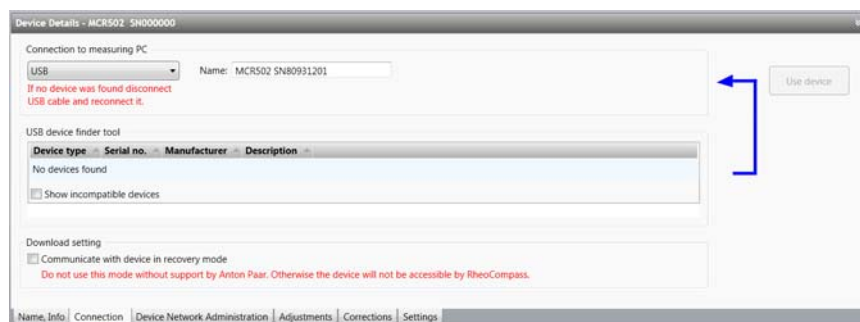 Device Details - MCR502 SN000000
Connection to measuring PC
USB Name: MCR502 SN80931201
If no device was found disconnect
USB cable and reconnect it.
Use device
USB device finder tool
Device type Serial no. Manufacturer Description
No devices found
Show incompatible devices
Download setting
Communicate with device in recovery mode
Do not use this mode without support by Anton Paar. Otherwise the device will not be accessible by RheoCompass.
Name, Info Connection Device Network Administration Adjustments Corrections Settings